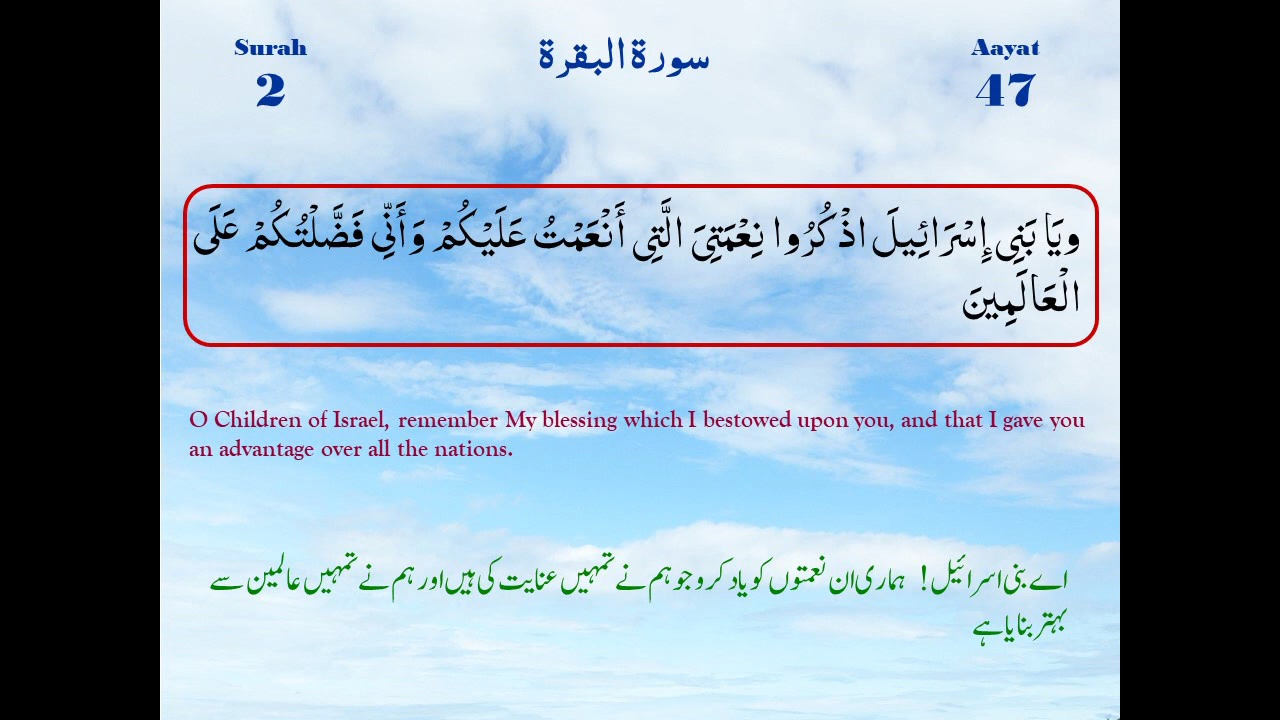 Surah
2
سورة البقرة
Aayat
47
ويَا بَنِي إِسْرَائِيلَ اذْكُرُوا نِعْمَتِيَ الَّتِي أَنْعَمْتُ عَلَيْكُمْ وَأَنِّي فَضَّلْتُكُمْ عَلَى
الْعَالَمِينَ
O Children of Israel, remember My blessing which I bestowed upon you, and that I gave you
an advantage over all the nations.
اے بنی اسرائیل! ہماری ان نعمتوں کو یاد کرو جو ہم نے تمہیں عنایت کی ہیں اور ہم نے تمہیں عالمین سے
بہتر بنایا ہے